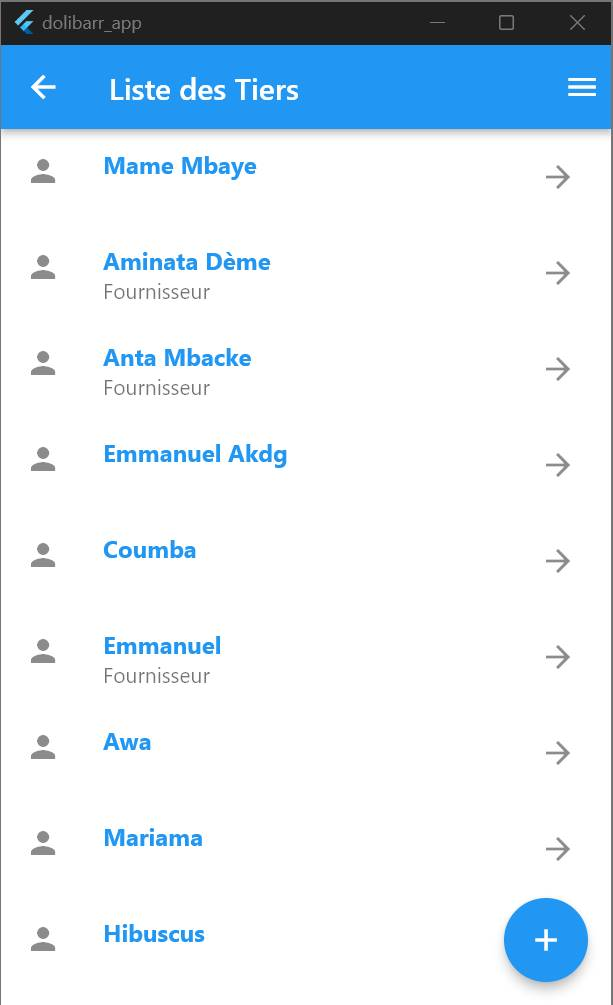 dolibarr_app
Liste des Tiers
Mame Mbaye
Aminata Dème
Fournisseur
Anta Mbacke
Fournisseur
Emmanuel Akdg
Coumba
Emmanuel
Fournisseur
Awa
Mariama
Hibuscus